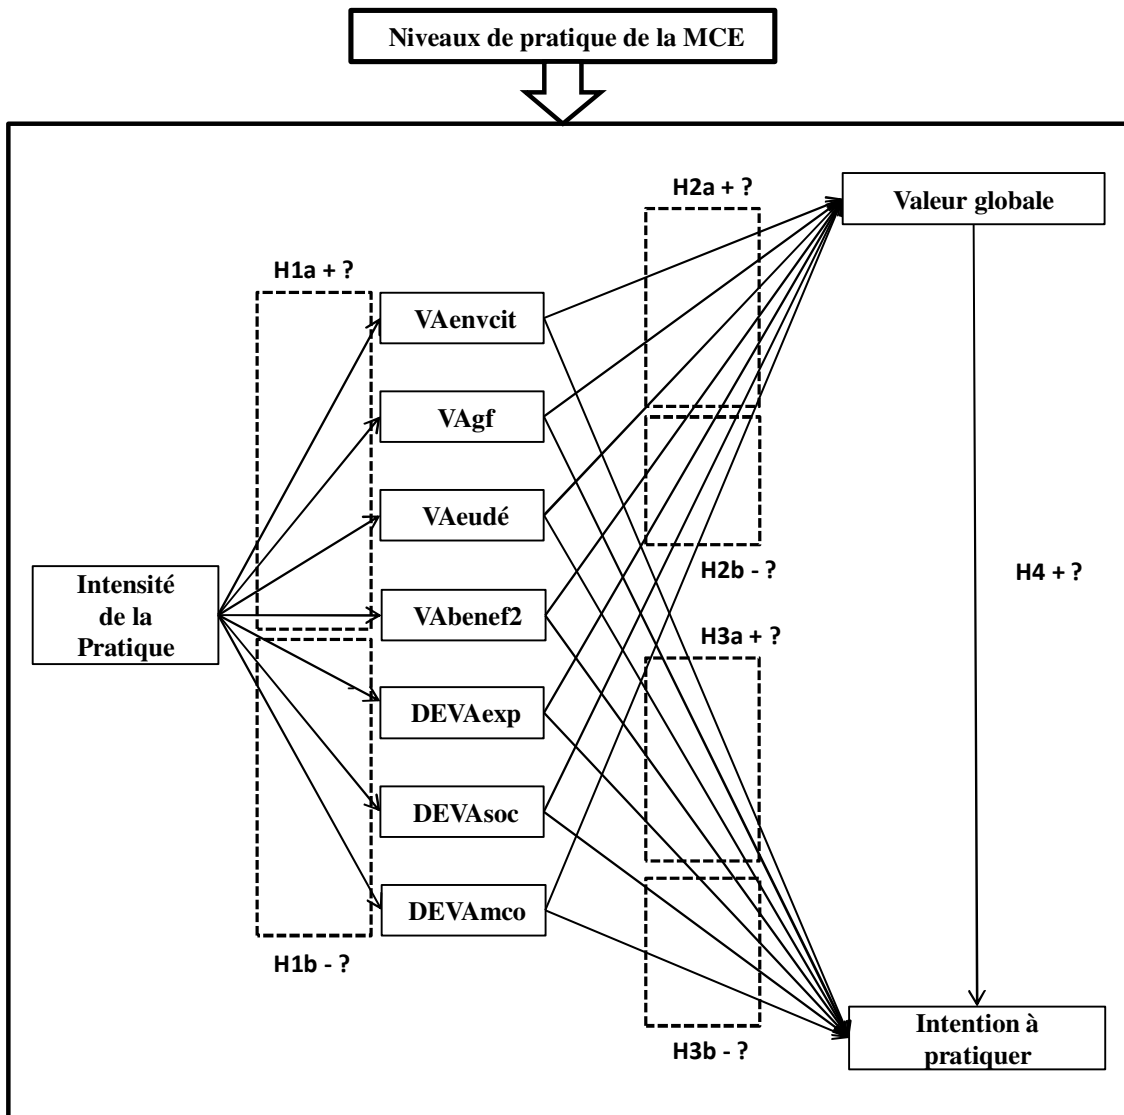 Niveaux de pratique de la MCE
H2a + ?
Valeur globale
H1a + ?
VAenvcit
VAgf
VAeudé
H2b - ?
H4 + ?
Intensité
de la
Pratique
VAbenef2
H3a + ?
DEVAexp
DEVAsoc
DEVAmco
H1b - ?
Intention à
pratiquer
H3b - ?